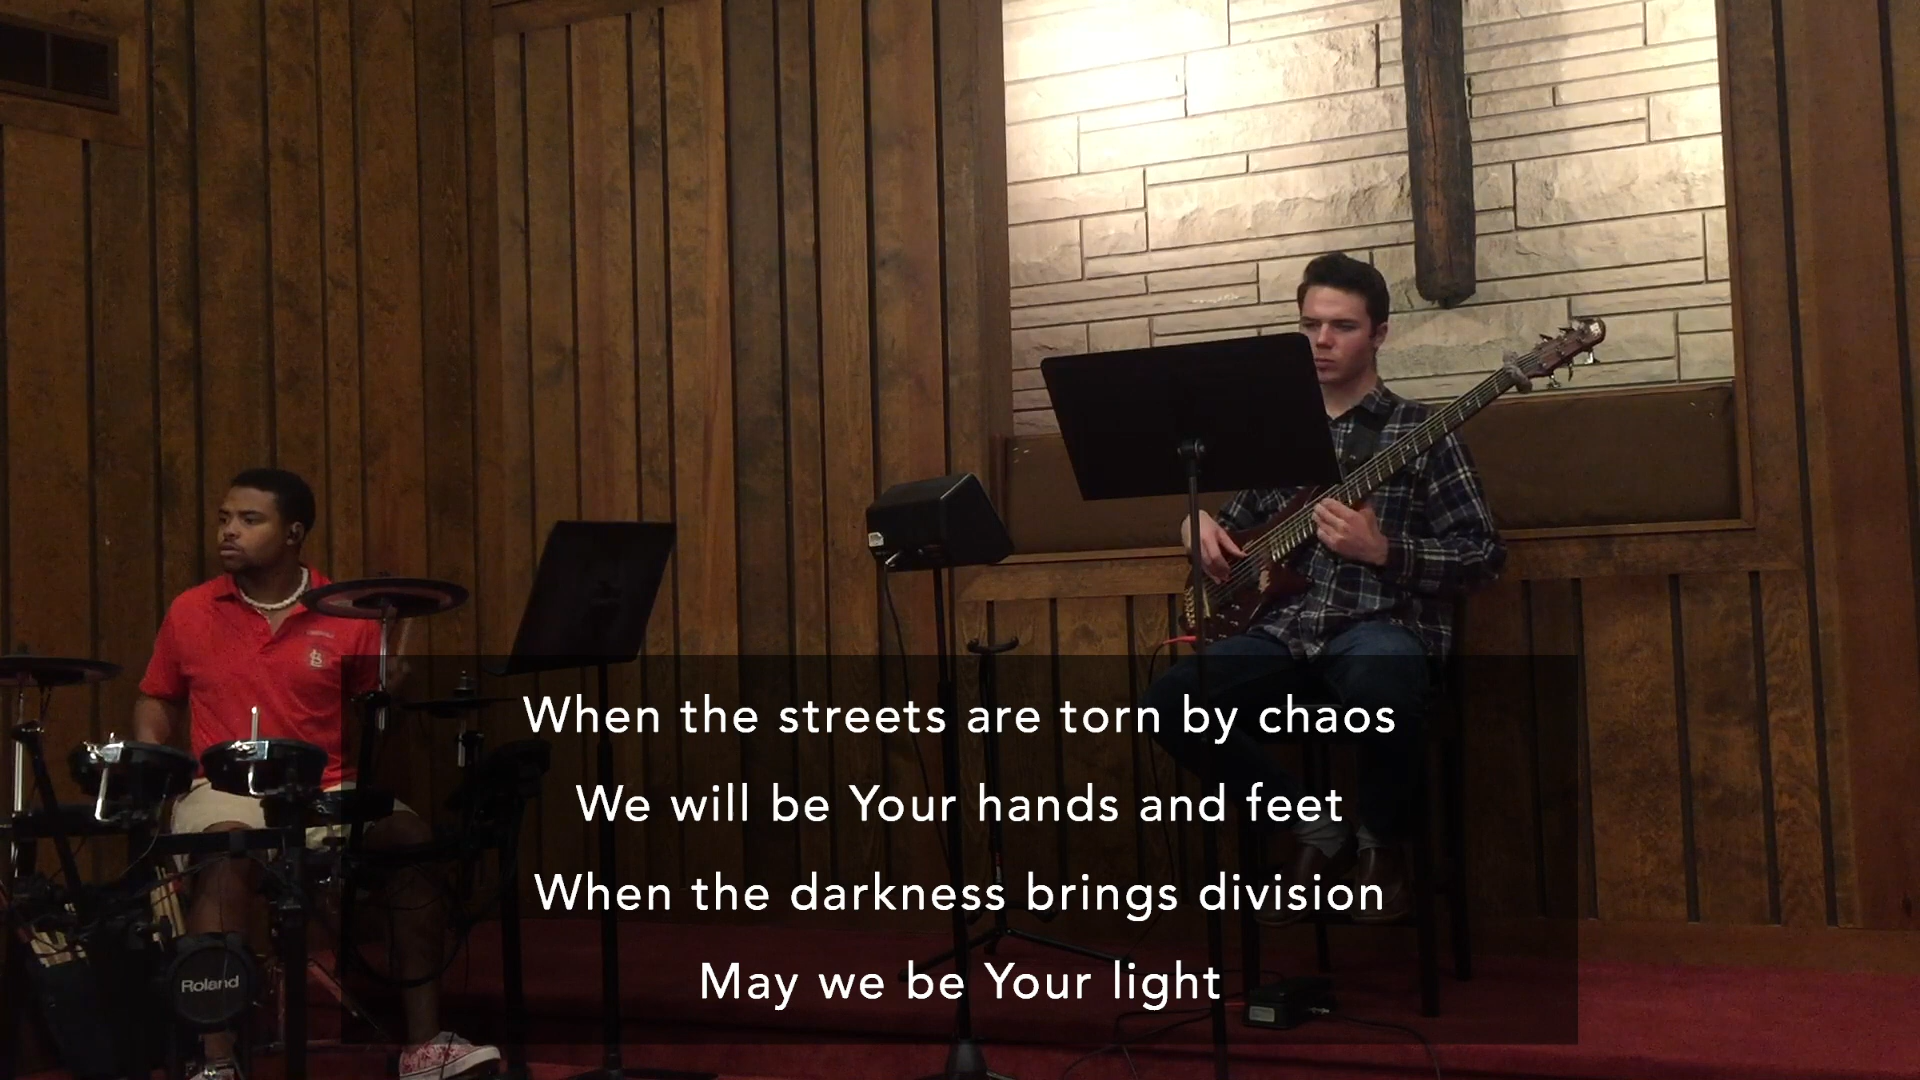 When the streets are torn by chaos
We will be Your hands and feet
When the darkness brings division
May we be Your light
Roland